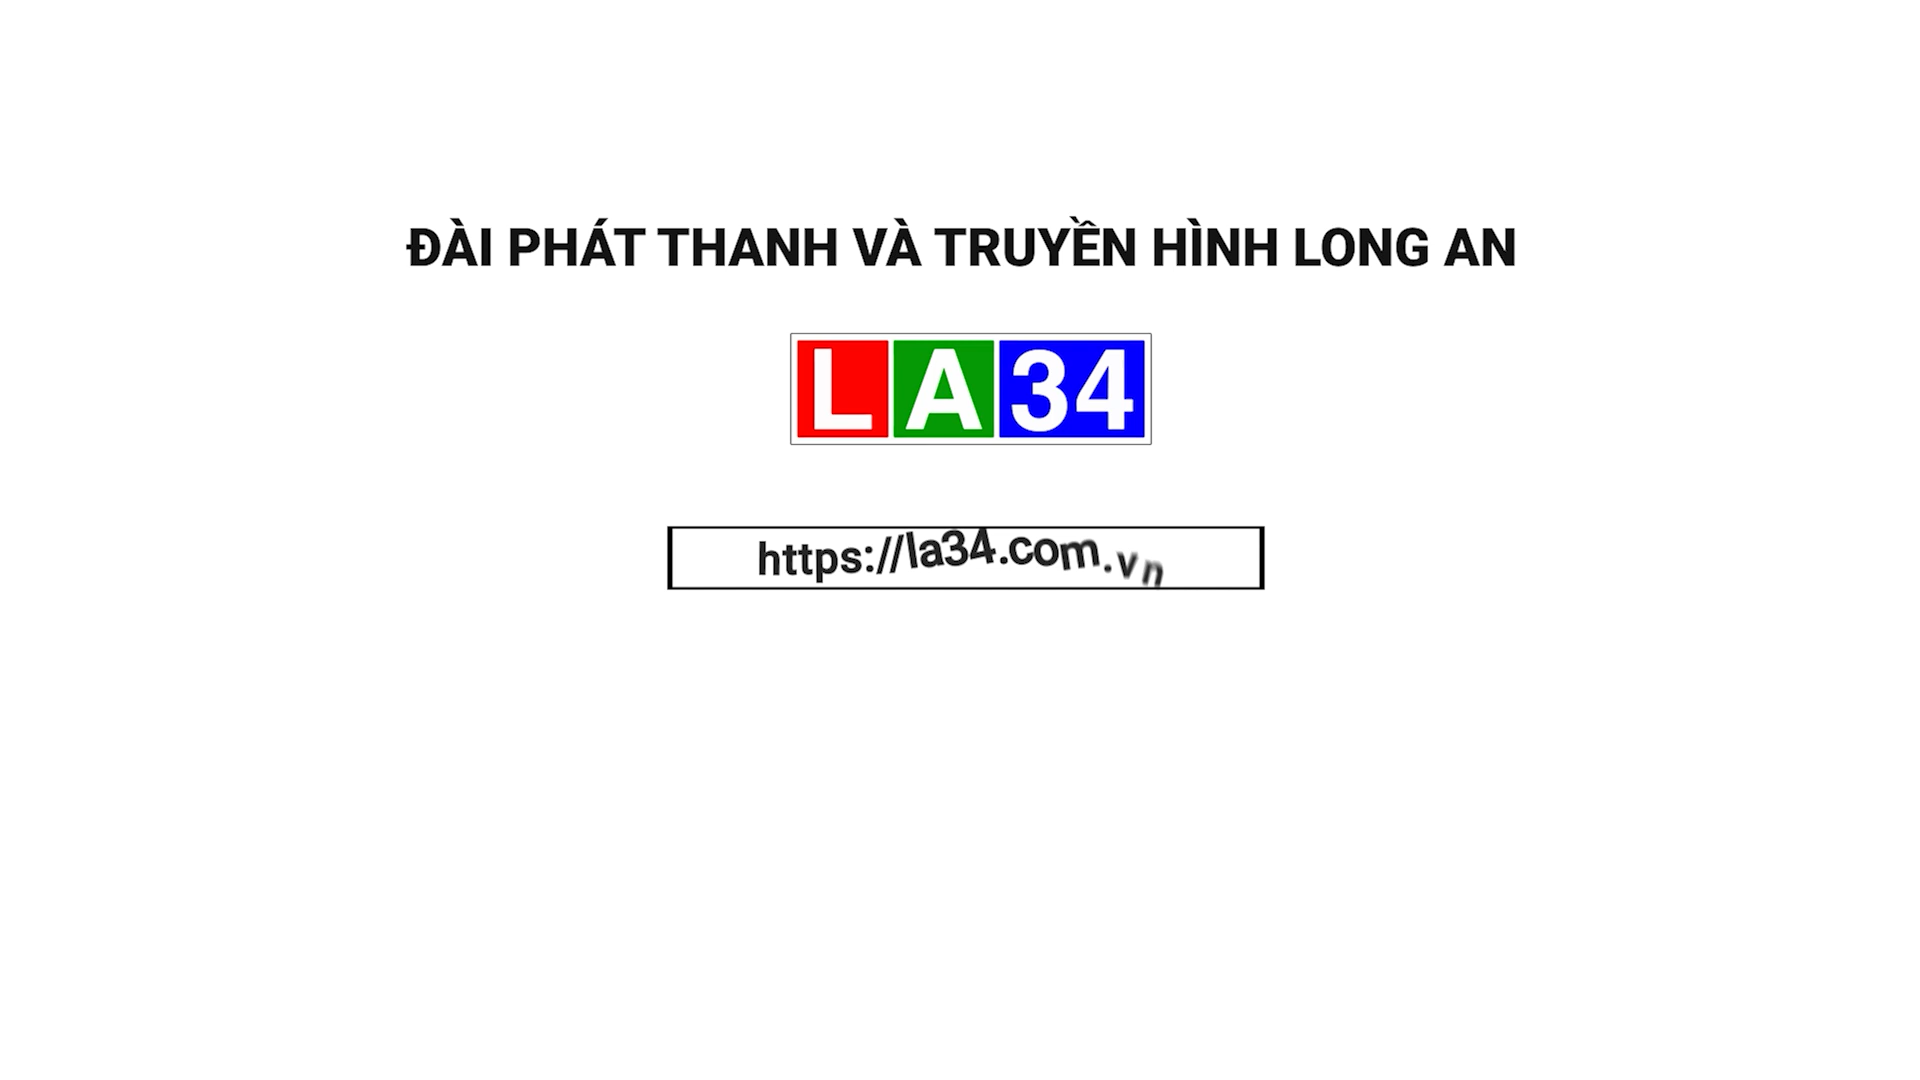 ĐÀI PHÁT THANH VÀ TRUYỀN HÌNH LONG AN
LA34
https://la34.com.vn